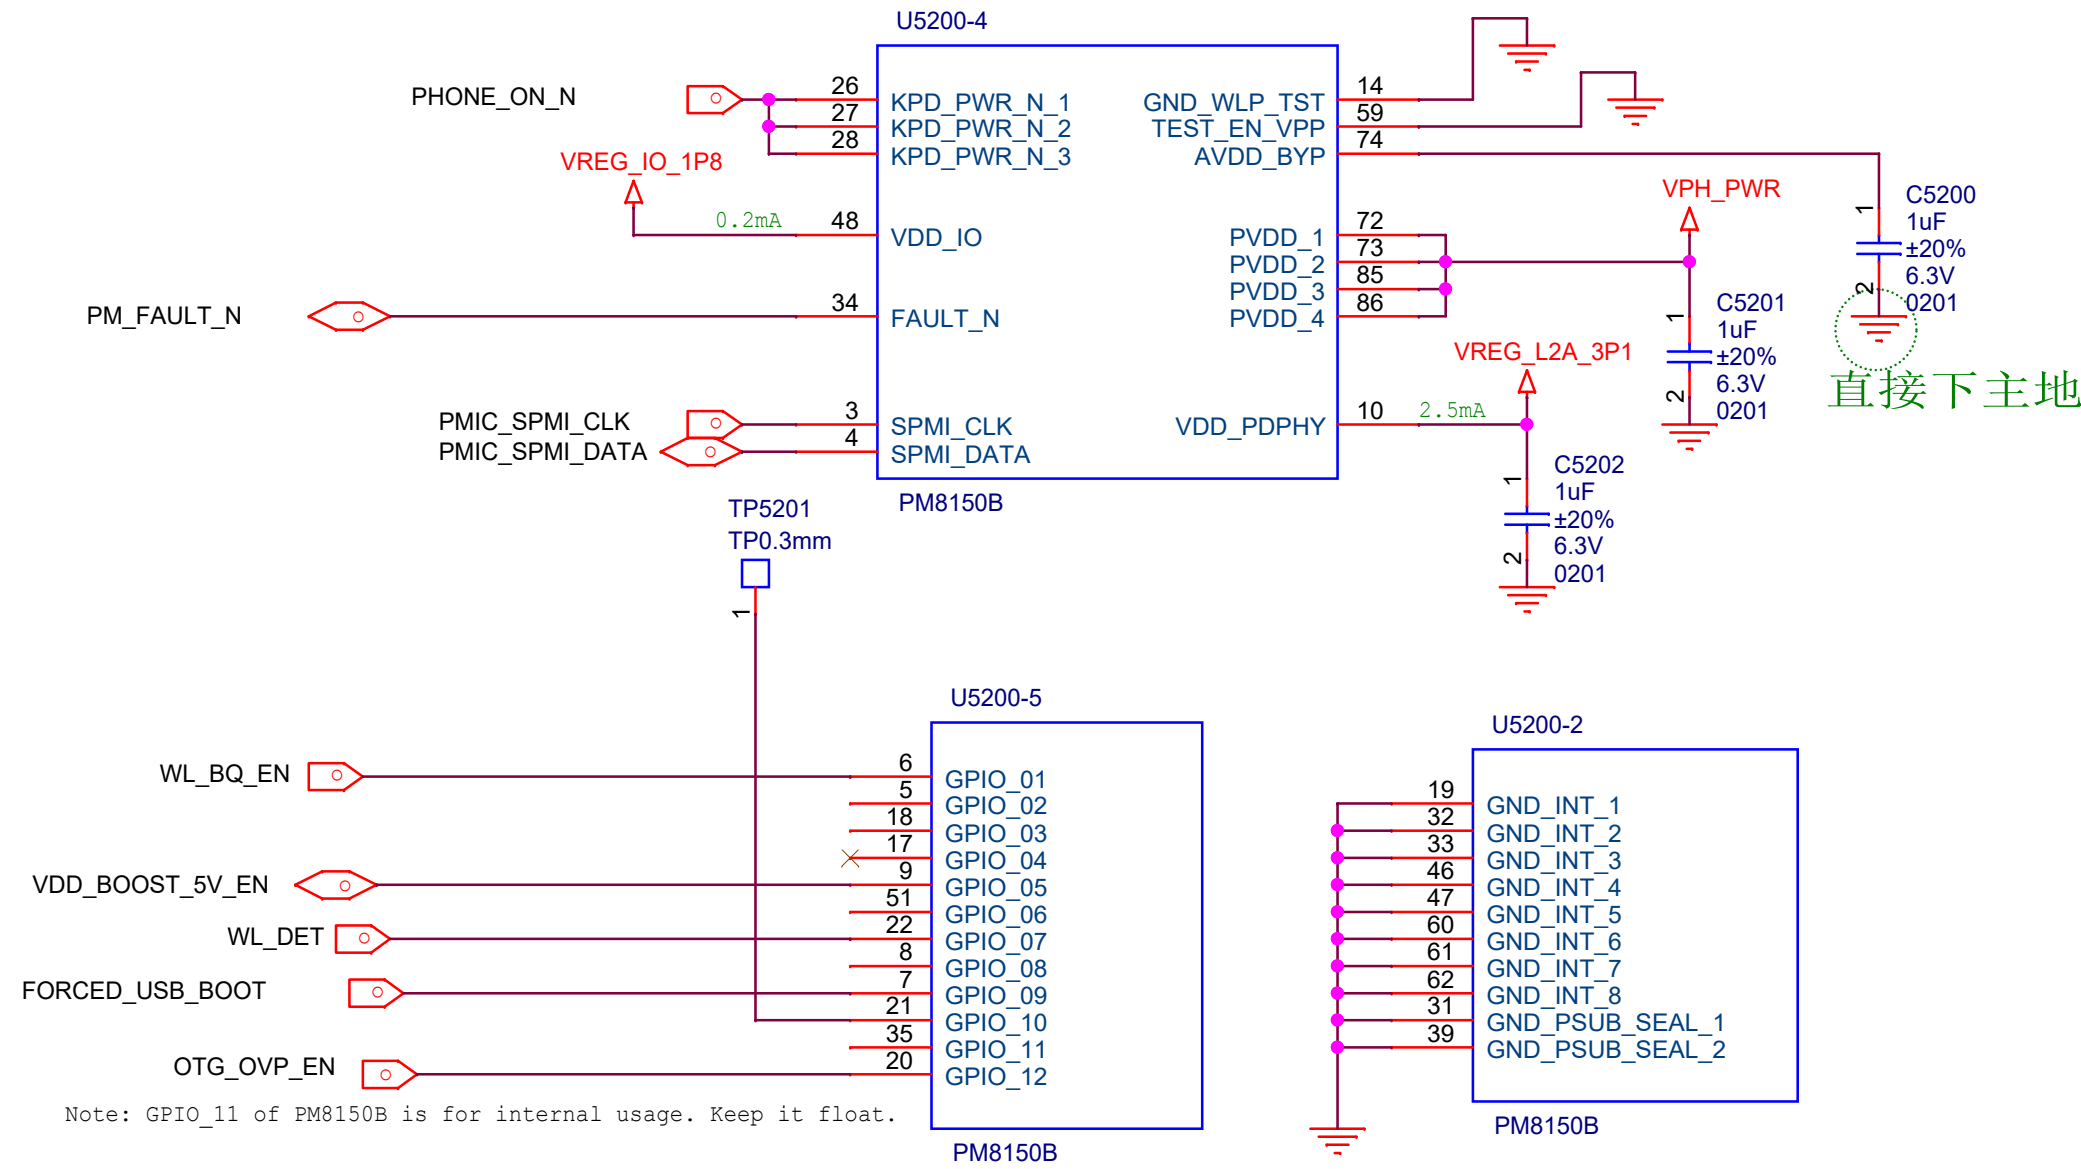 U5200-4
PHONE_ON_N
26 KPD_PWR_N_1
27 KPD_PWR_N_2
28 KPD_PWR_N_3
VREG_IO_1P8
0.2mA 48 VDD_IO
PM_FAULT_N 34 FAULT_N
PMIC_SPMI_CLK 3 SPMI_CLK
PMIC_SPMI_DATA 4 SPMI_DATA
GND_WLP_TST 14
TEST_EN_VPP 59
AVDD_BYP 74
PVDD_1 72
PVDD_2 73
PVDD_3 85
PVDD_4 86
VDD_PDPHY 10 2.5mA
PM8150B
VPH_PWR
VREG_L2A_3P1
1
2
C5200
1uF
±20%
6.3V
0201
直接下主地
1
2
C5201
1uF
±20%
6.3V
0201
1
2
C5202
1uF
±20%
6.3V
0201
TP5201
TP0.3mm
1
U5200-5
WL_BQ_EN 6 GPIO_01
5 GPIO_02
18 GPIO_03
17 GPIO_04
VDD_BOOST_5V_EN 9 GPIO_05
51 GPIO_06
WL_DET 22 GPIO_07
8 GPIO_08
FORCED_USB_BOOT 7 GPIO_09
21 GPIO_10
35 GPIO_11
OTG_OVP_EN 20 GPIO_12
Note: GPIO_11 of PM8150B is for internal usage. Keep it float.
PM8150B
U5200-2
19 GND_INT_1
32 GND_INT_2
33 GND_INT_3
46 GND_INT_4
47 GND_INT_5
60 GND_INT_6
61 GND_INT_7
62 GND_INT_8
31 GND_PSUB_SEAL_1
39 GND_PSUB_SEAL_2
PM8150B